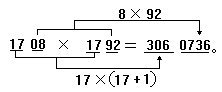 8 × 92
17 08 × 17 92 = 306 0736。
17 × (17 + 1)